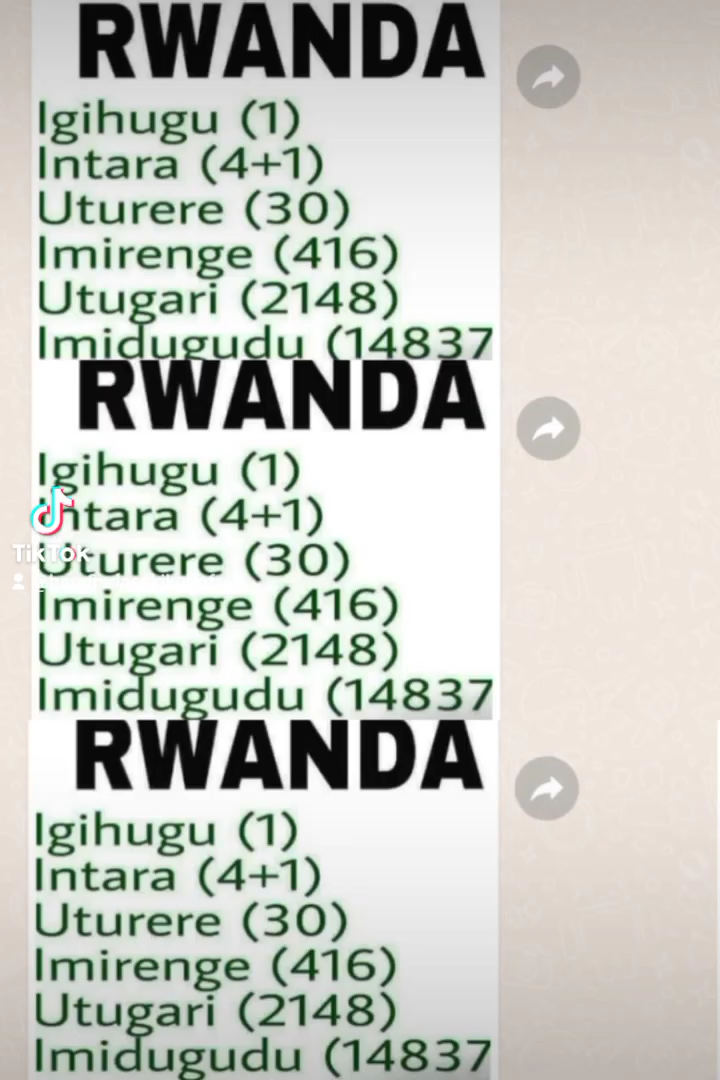 RWANDA
Igihugu (1)
Intara (4+1)
Uturere (30)
Imirenge (416)
Utugari (2148)
Imidugudu (14837
RWANDA
Igihugu (1)
Intara (4+1)
TikTok
Uturere (30)
Imirenge (416)
Utugari (2148)
Imidugudu (14837
RWANDA
Igihugu (1)
Intara (4+1)
Uturere (30)
Imirenge (416)
Utugari (2148)
Imidugudu (14837